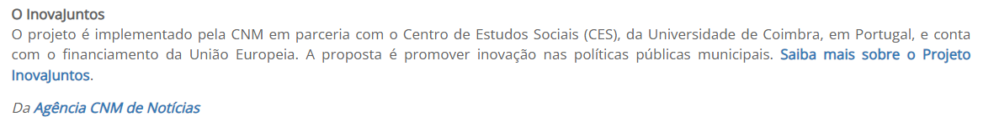 O InovaJuntos
O projeto é implementado pela CNM em parceria com o Centro de Estudos Sociais (CES), da Universidade de Coimbra, em Portugal, e conta
com o financiamento da União Europeia. A proposta é promover inovação nas políticas públicas municipais. Saiba mais sobre o Projeto
InovaJuntos.
Da Agência CNM de Notícias